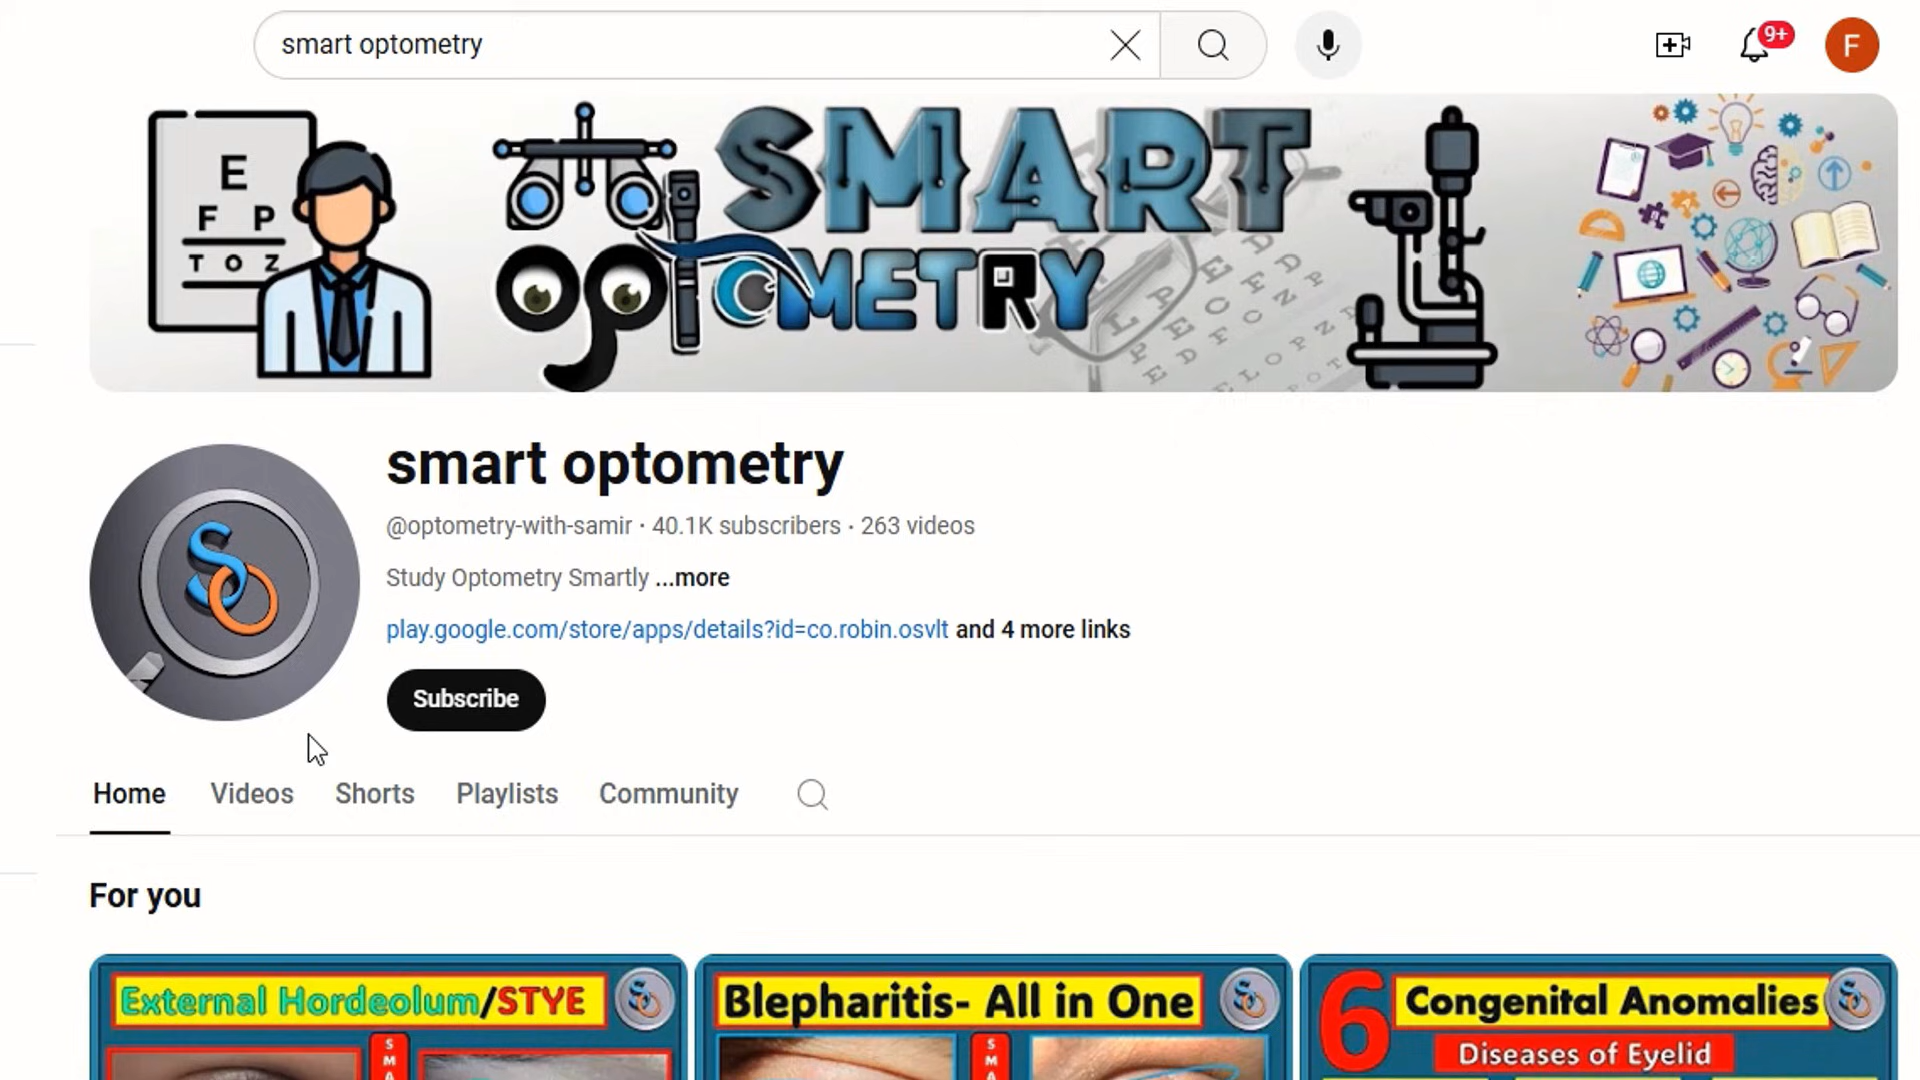 smart optometry
9+
F
E
F P
T O Z
SMART
optOMETRY
smart optometry
@optometry-with-samir · 40.1K subscribers · 263 videos
Study Optometry Smartly ...more
play.google.com/store/apps/details?id=co.robin.osvlt and 4 more links
Subscribe
Home Videos Shorts Playlists Community
For you
External Hordeolum/STYE
Blepharitis- All in One
6 Congenital Anomalies
Diseases of Eyelid
S
M
A
S
M
A